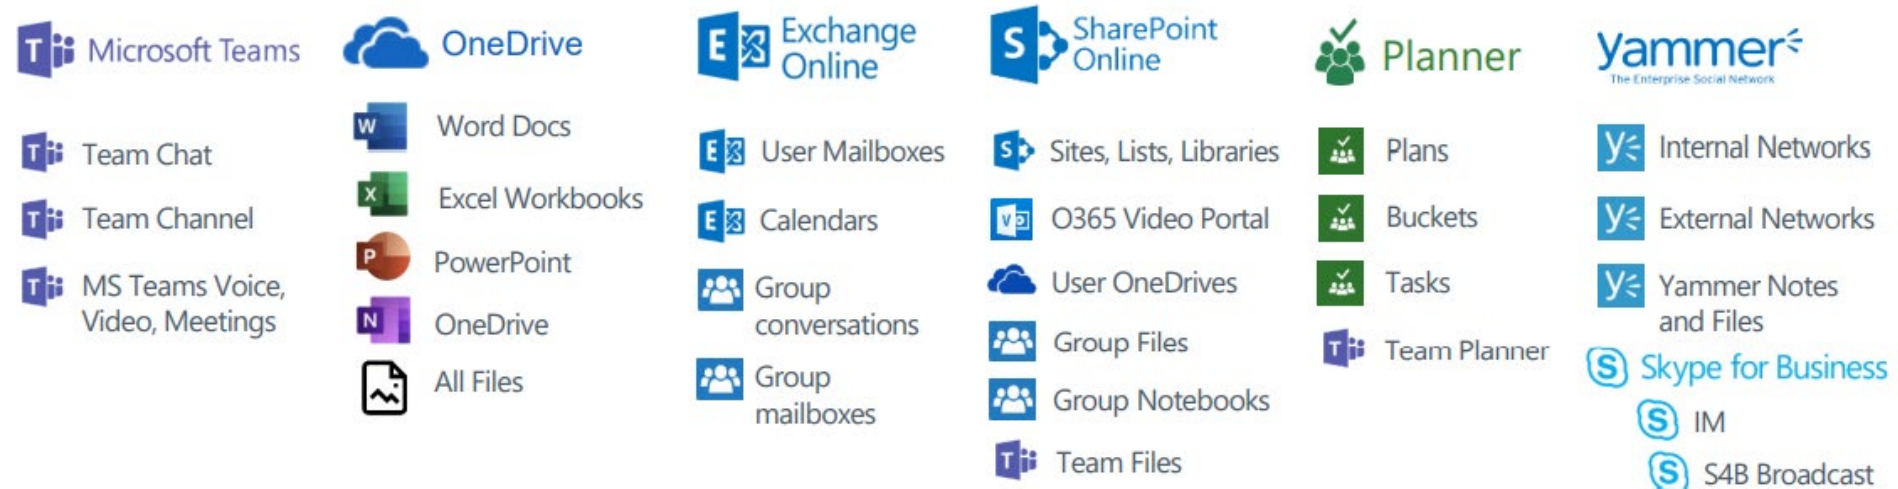 Microsoft Teams
Team Chat
Team Channel
MS Teams Voice,
Video, Meetings
OneDrive
Word Docs
Excel Workbooks
PowerPoint
OneDrive
All Files
Exchange
Online
User Mailboxes
Calendars
Group
conversations
Group
mailboxes
SharePoint
Online
Sites, Lists, Libraries
O365 Video Portal
User OneDrives
Group Files
Group Notebooks
Team Files
Planner
Plans
Buckets
Tasks
Team Planner
yammer
The Enterprise Social Network
Internal Networks
External Networks
Yammer Notes
and Files
Skype for Business
IM
S4B Broadcast